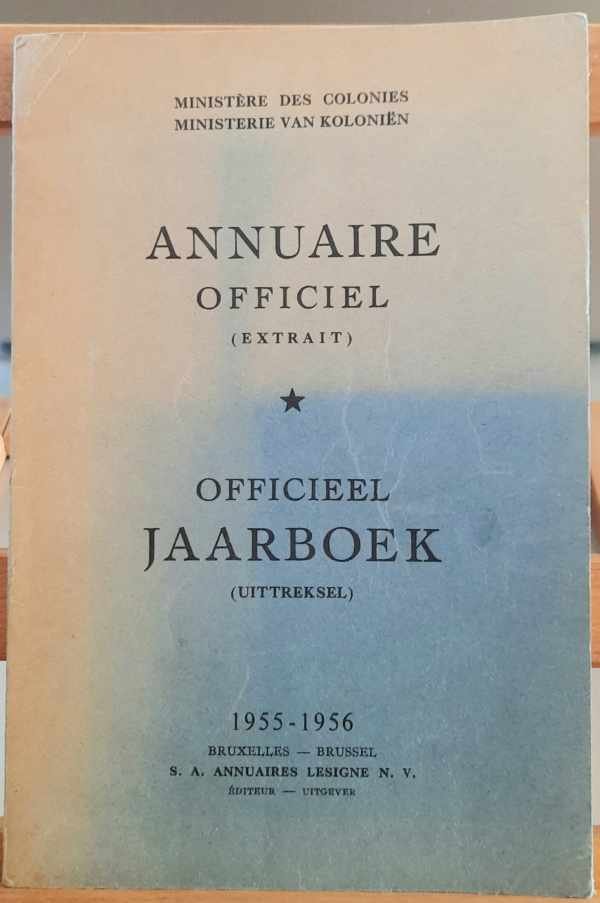 MINISTÈRE DES COLONIES
MINISTERIE VAN KOLONIËN
ANNUAIRE
OFFICIEL
(EXTRAIT)
★
OFFICIEEL
JAARBOEK
(UITTREKSEL)
1955-1956
BRUXELLES — BRUSSEL
S. A. ANNUAIRES LESIGNE N. V.
ÉDITEUR — UITGEVER